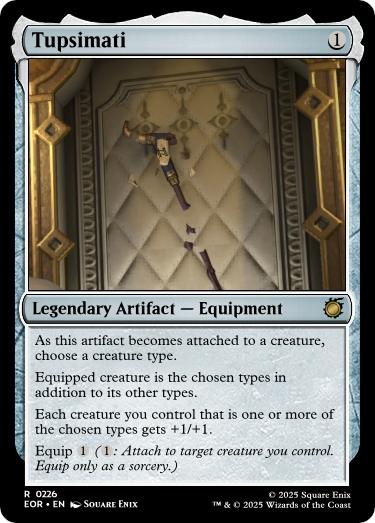 Tupsimati 1
Legendary Artifact — Equipment
As this artifact becomes attached to a creature,
choose a creature type.
Equipped creature is the chosen types in
addition to its other types.
Each creature you control that is one or more of
the chosen types gets +1/+1.
Equip 1 (1: Attach to target creature you control.
Equip only as a sorcery.)
R 0226 © 2025 Square Enix
EOR • EN Square Enix ™ & © 2025 Wizards of the Coast